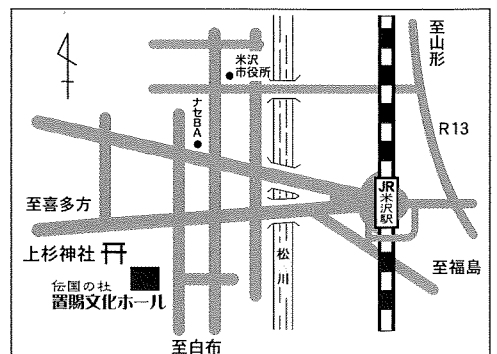 至山形
米沢
市役所
ナセBA
R13
JR
米沢駅
至喜多方
上杉神社
松川
至福島
伝国の杜
置賜文化ホール
至白布